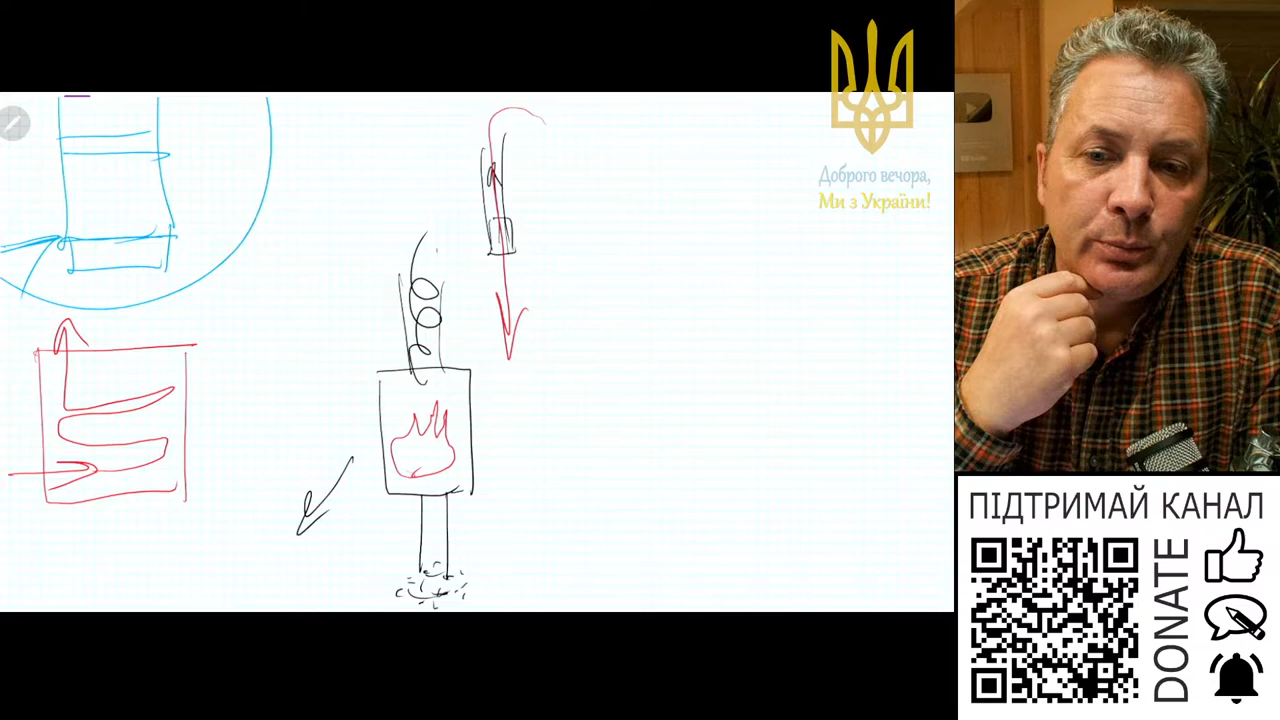 Доброго вечора,
Ми з України!
ПІДТРИМАЙ КАНАЛ
DONATE